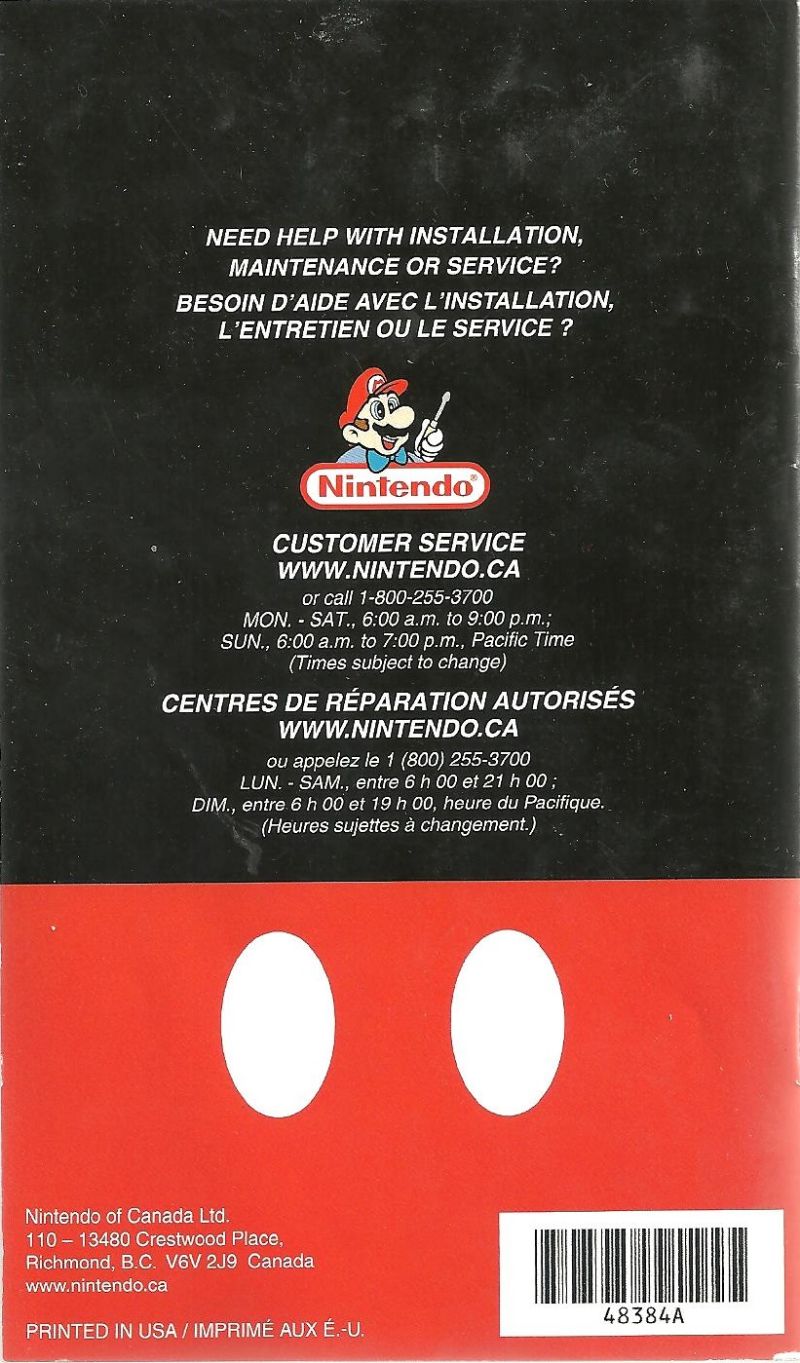 NEED HELP WITH INSTALLATION,
MAINTENANCE OR SERVICE?
BESOIN D'AIDE AVEC L'INSTALLATION,
L'ENTRETIEN OU LE SERVICE ?
M
Nintendo®
CUSTOMER SERVICE
WWW.NINTENDO.CA
or call 1-800-255-3700
MON. - SAT., 6:00 a.m. to 9:00 p.m.;
SUN., 6:00 a.m. to 7:00 p.m., Pacific Time
(Times subject to change)
CENTRES DE RÉPARATION AUTORISÉS
WWW.NINTENDO.CA
ou appelez le 1 (800) 255-3700
LUN. - SAM., entre 6 h 00 et 21 h 00 ;
DIM., entre 6 h 00 et 19 h 00, heure du Pacifique.
(Heures sujettes à changement.)
Nintendo of Canada Ltd.
110 – 13480 Crestwood Place,
Richmond, B.C. V6V 2J9 Canada
www.nintendo.ca
PRINTED IN USA / IMPRIMÉ AUX É.-U.
48384A